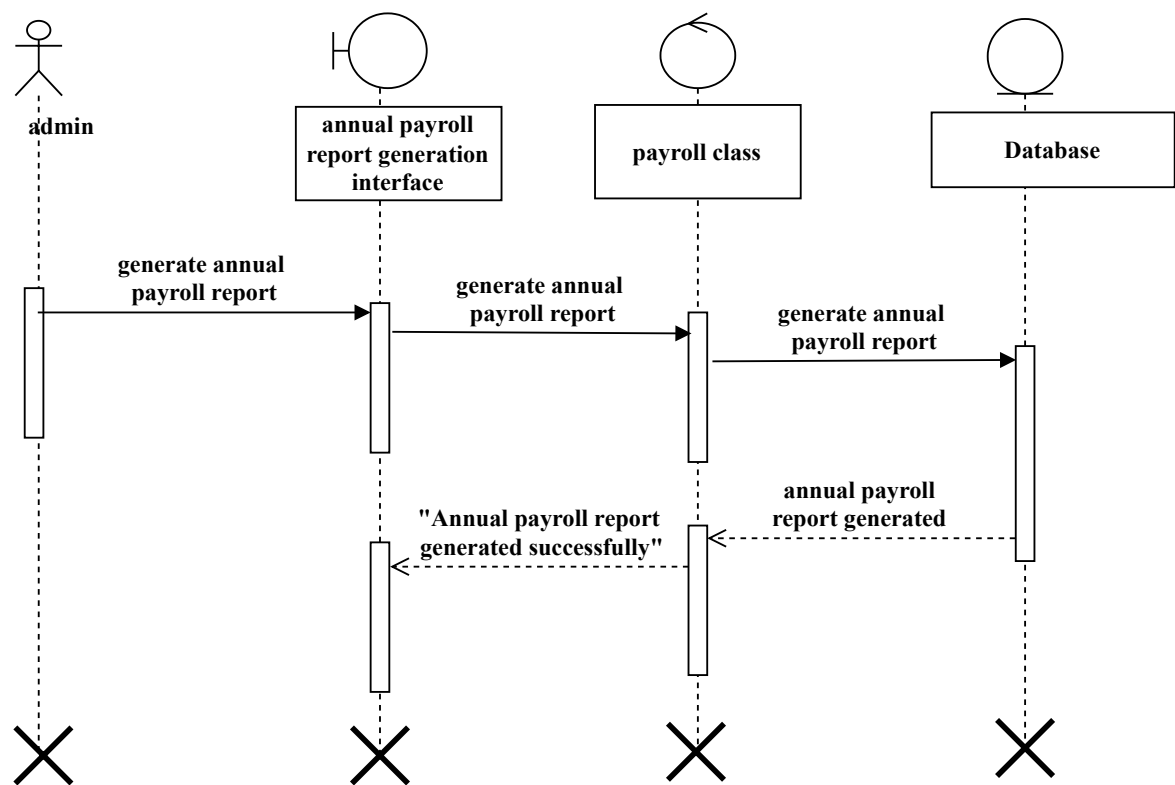 admin
annual payroll
report generation
interface
payroll class
Database
generate annual
payroll report
generate annual
payroll report
generate annual
payroll report
annual payroll
report generated
"Annual payroll report
generated successfully"